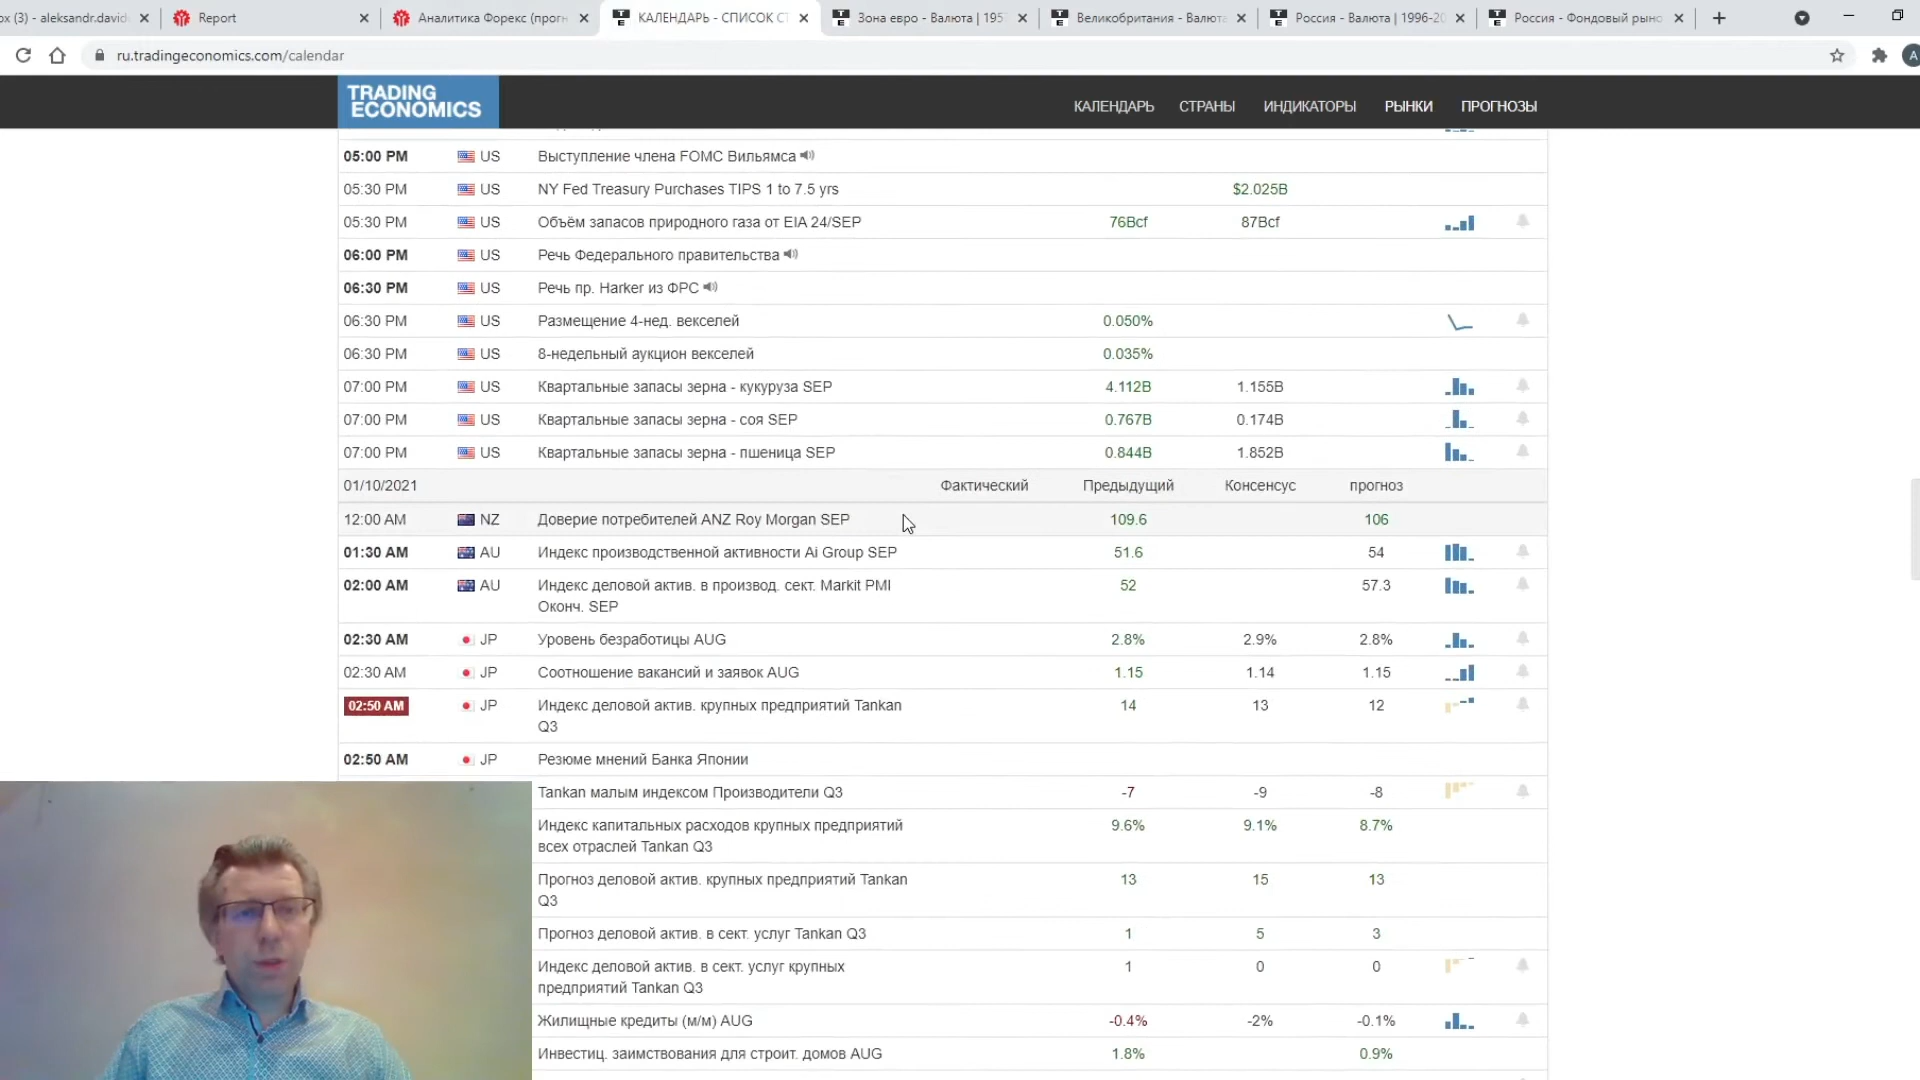 ox (3) - aleksandr.david
Report
Аналитика Форекс (прогн
КАЛЕНДАРЬ - СПИСОК СТ
Зона евро - Валюта | 195
Великобритания - Валюта
Россия - Валюта | 1996-20
Россия - Фондовый рыно
ru.tradingeconomics.com/calendar
A
TRADING ECONOMICS
КАЛЕНДАРЬ СТРАНЫ ИНДИКАТОРЫ РЫНКИ ПРОГНОЗЫ
05:00 PM US Выступление члена FOMC Вильямса
05:30 PM US NY Fed Treasury Purchases TIPS 1 to 7.5 yrs $2.025B
05:30 PM US Объём запасов природного газа от EIA 24/SEP 76Bcf 87Bcf
06:00 PM US Речь Федерального правительства
06:30 PM US Речь пр. Harker из ФРС
06:30 PM US Размещение 4-нед. векселей 0.050%
06:30 PM US 8-недельный аукцион векселей 0.035%
07:00 PM US Квартальные запасы зерна - кукуруза SEP 4.112B 1.155B
07:00 PM US Квартальные запасы зерна - соя SEP 0.767B 0.174B
07:00 PM US Квартальные запасы зерна - пшеница SEP 0.844B 1.852B
01/10/2021 Фактический Предыдущий Консенсус прогноз
12:00 AM NZ Доверие потребителей ANZ Roy Morgan SEP 109.6 106
01:30 AM AU Индекс производственной активности Ai Group SEP 51.6 54
02:00 AM AU Индекс деловой актив. в производ. сект. Markit PMI 52 57.3
Оконч. SEP
02:30 AM JP Уровень безработицы AUG 2.8% 2.9% 2.8%
02:30 AM JP Соотношение вакансий и заявок AUG 1.15 1.14 1.15
02:50 AM JP Индекс деловой актив. крупных предприятий Tankan 14 13 12
Q3
02:50 AM JP Резюме мнений Банка Японии
Tankan малым индексом Производители Q3 -7 -9 -8
Индекс капитальных расходов крупных предприятий 9.6% 9.1% 8.7%
всех отраслей Tankan Q3
Прогноз деловой актив. крупных предприятий Tankan 13 15 13
Q3
Прогноз деловой актив. в сект. услуг Tankan Q3 1 5 3
Индекс деловой актив. в сект. услуг крупных 1 0 0
предприятий Tankan Q3
Жилищные кредиты (м/м) AUG -0.4% -2% -0.1%
Инвестиц. заимствования для строит. домов AUG 1.8% 0.9%